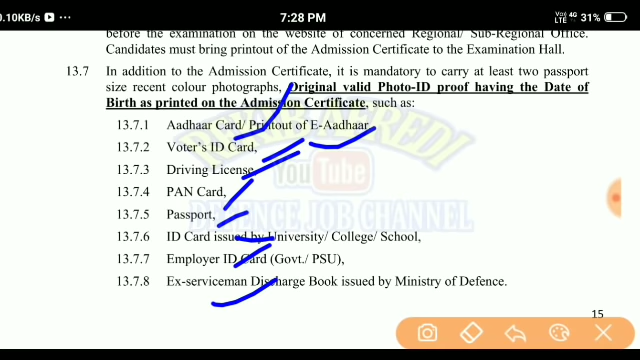 0.10KB/s ... 7:28 PM Vo) LTE 4G 31%
before the examination on the website of concerned Regional/ Sub-Regional Office.
Candidates must bring printout of the Admission Certificate to the Examination Hall.
13.7 In addition to the Admission Certificate, it is mandatory to carry at least two passport
size recent colour photographs, Original valid Photo-ID proof having the Date of
Birth as printed on the Admission Certificate, such as:
13.7.1 Aadhaar Card/ Printout of E-Aadhaar
13.7.2 Voter's ID Card,
13.7.3 Driving License,
13.7.4 PAN Card,
13.7.5 Passport,
13.7.6 ID Card issued by University/ College/ School,
13.7.7 Employer ID Card (Govt./ PSU),
13.7.8 Ex-serviceman Discharge Book issued by Ministry of Defence.
YouTube
DEFENCE JOB CHANNEL
15